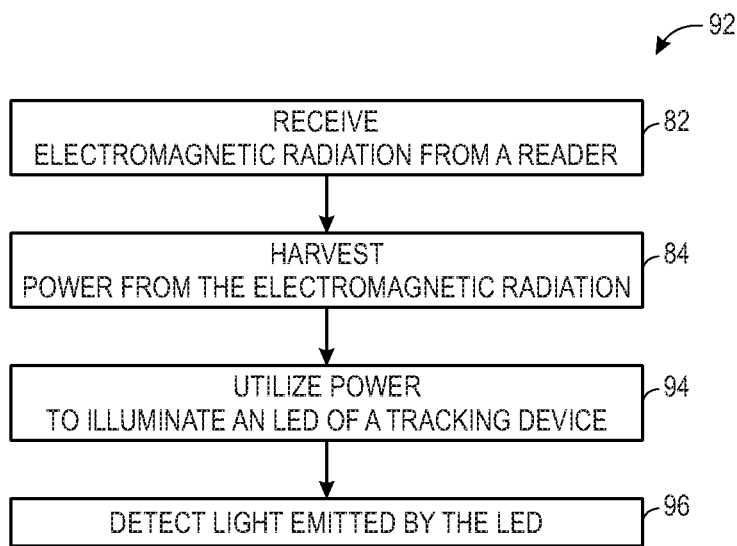 92
RECEIVE
ELECTROMAGNETIC RADIATION FROM A READER
82
HARVEST
POWER FROM THE ELECTROMAGNETIC RADIATION
84
UTILIZE POWER
TO ILLUMINATE AN LED OF A TRACKING DEVICE
94
DETECT LIGHT EMITTED BY THE LED
96